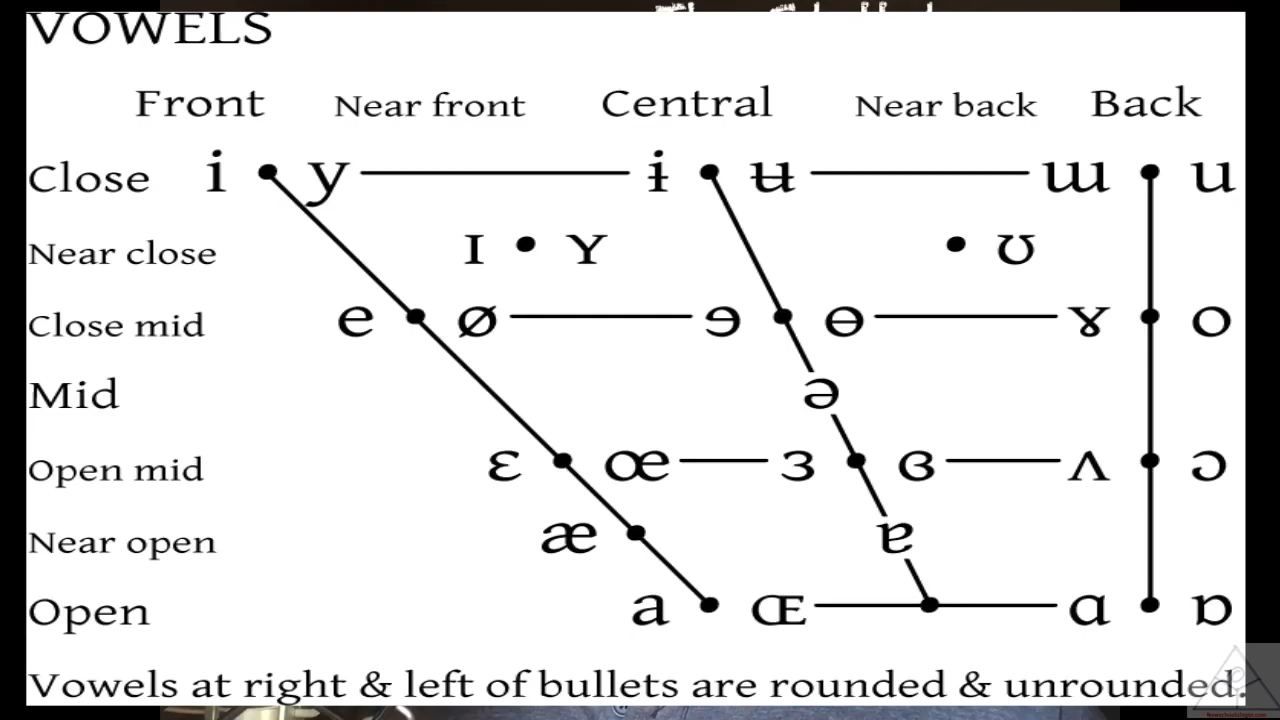 VOWELS
Front Near front Central Near back Back
Close i • y ɨ • ʉ ɯ • u
Near close ɪ • ʏ • ʊ
Close mid e • ø ɘ • ɵ ɤ • o
Mid ə
Open mid ɛ • œ ɜ • ɞ ʌ • ɔ
Near open æ • ɐ
Open a • ɶ • ɑ • ɒ
Vowels at right & left of bullets are rounded & unrounded.